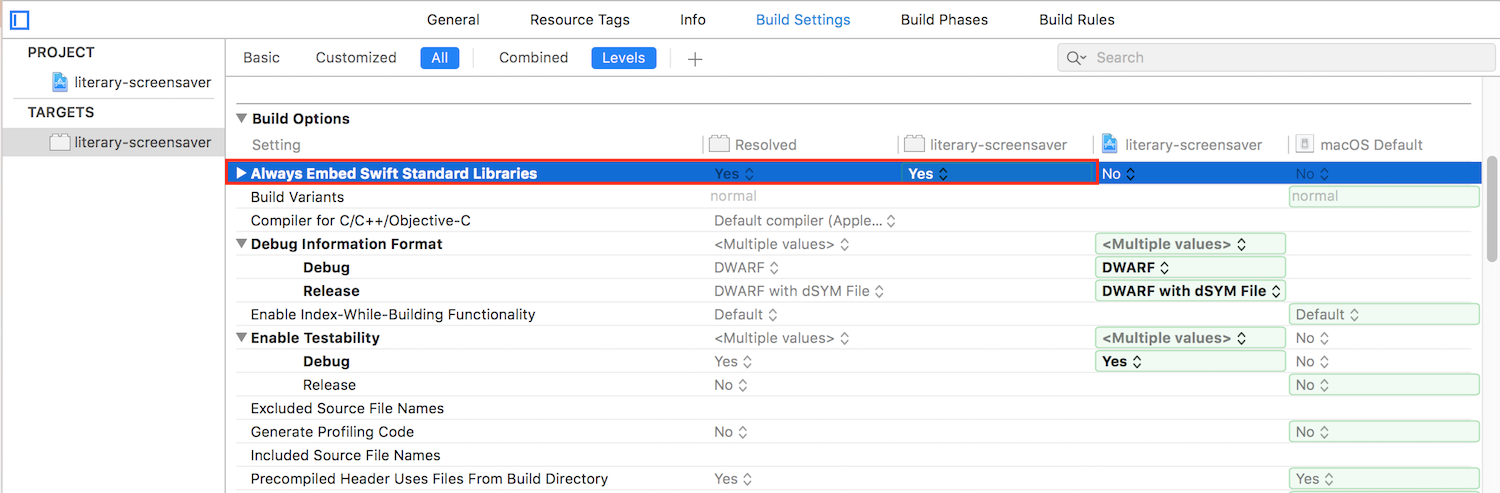 General Resource Tags Info Build Settings Build Phases Build Rules
PROJECT
literary-screensaver
TARGETS
literary-screensaver
Basic Customized All Combined Levels + Search
Build Options
Setting Resolved literary-screensaver literary-screensaver macOS Default
Always Embed Swift Standard Libraries Yes Yes No No
Build Variants normal normal
Compiler for C/C++/Objective-C Default compiler (Apple...
Debug Information Format <Multiple values> <Multiple values>
Debug DWARF DWARF
Release DWARF with dSYM File DWARF with dSYM File
Enable Index-While-Building Functionality Default Default
Enable Testability <Multiple values> <Multiple values> No
Debug Yes Yes No
Release No No
Excluded Source File Names
Generate Profiling Code No No
Included Source File Names
Precompiled Header Uses Files From Build Directory Yes Yes